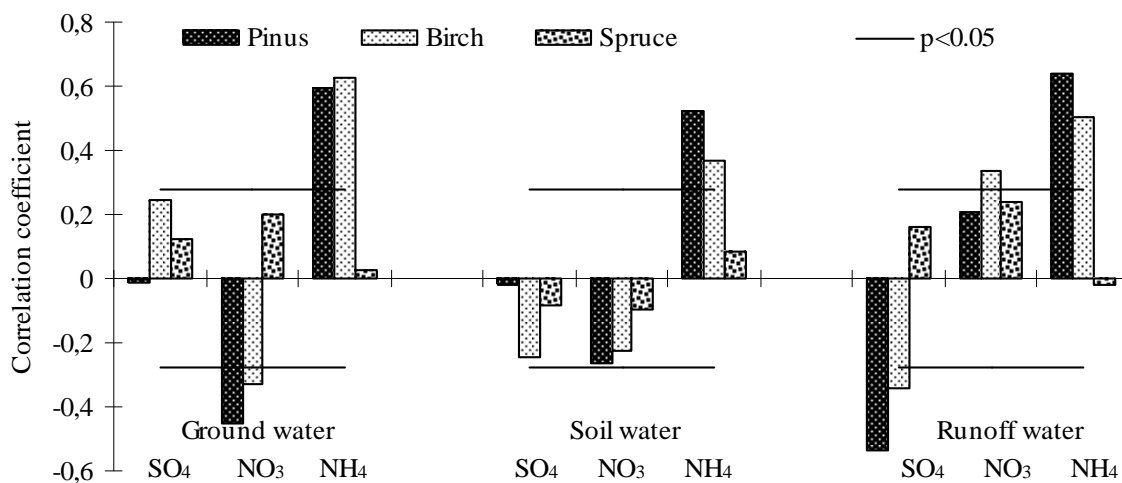 0,8
Pinus Birch Spruce p<0.05
0,6
0,4
0,2
0
-0,2
-0,4
-0,6
Correlation coefficient
Ground water Soil water Runoff water
SO4 NO3 NH4 SO4 NO3 NH4 SO4 NO3 NH4